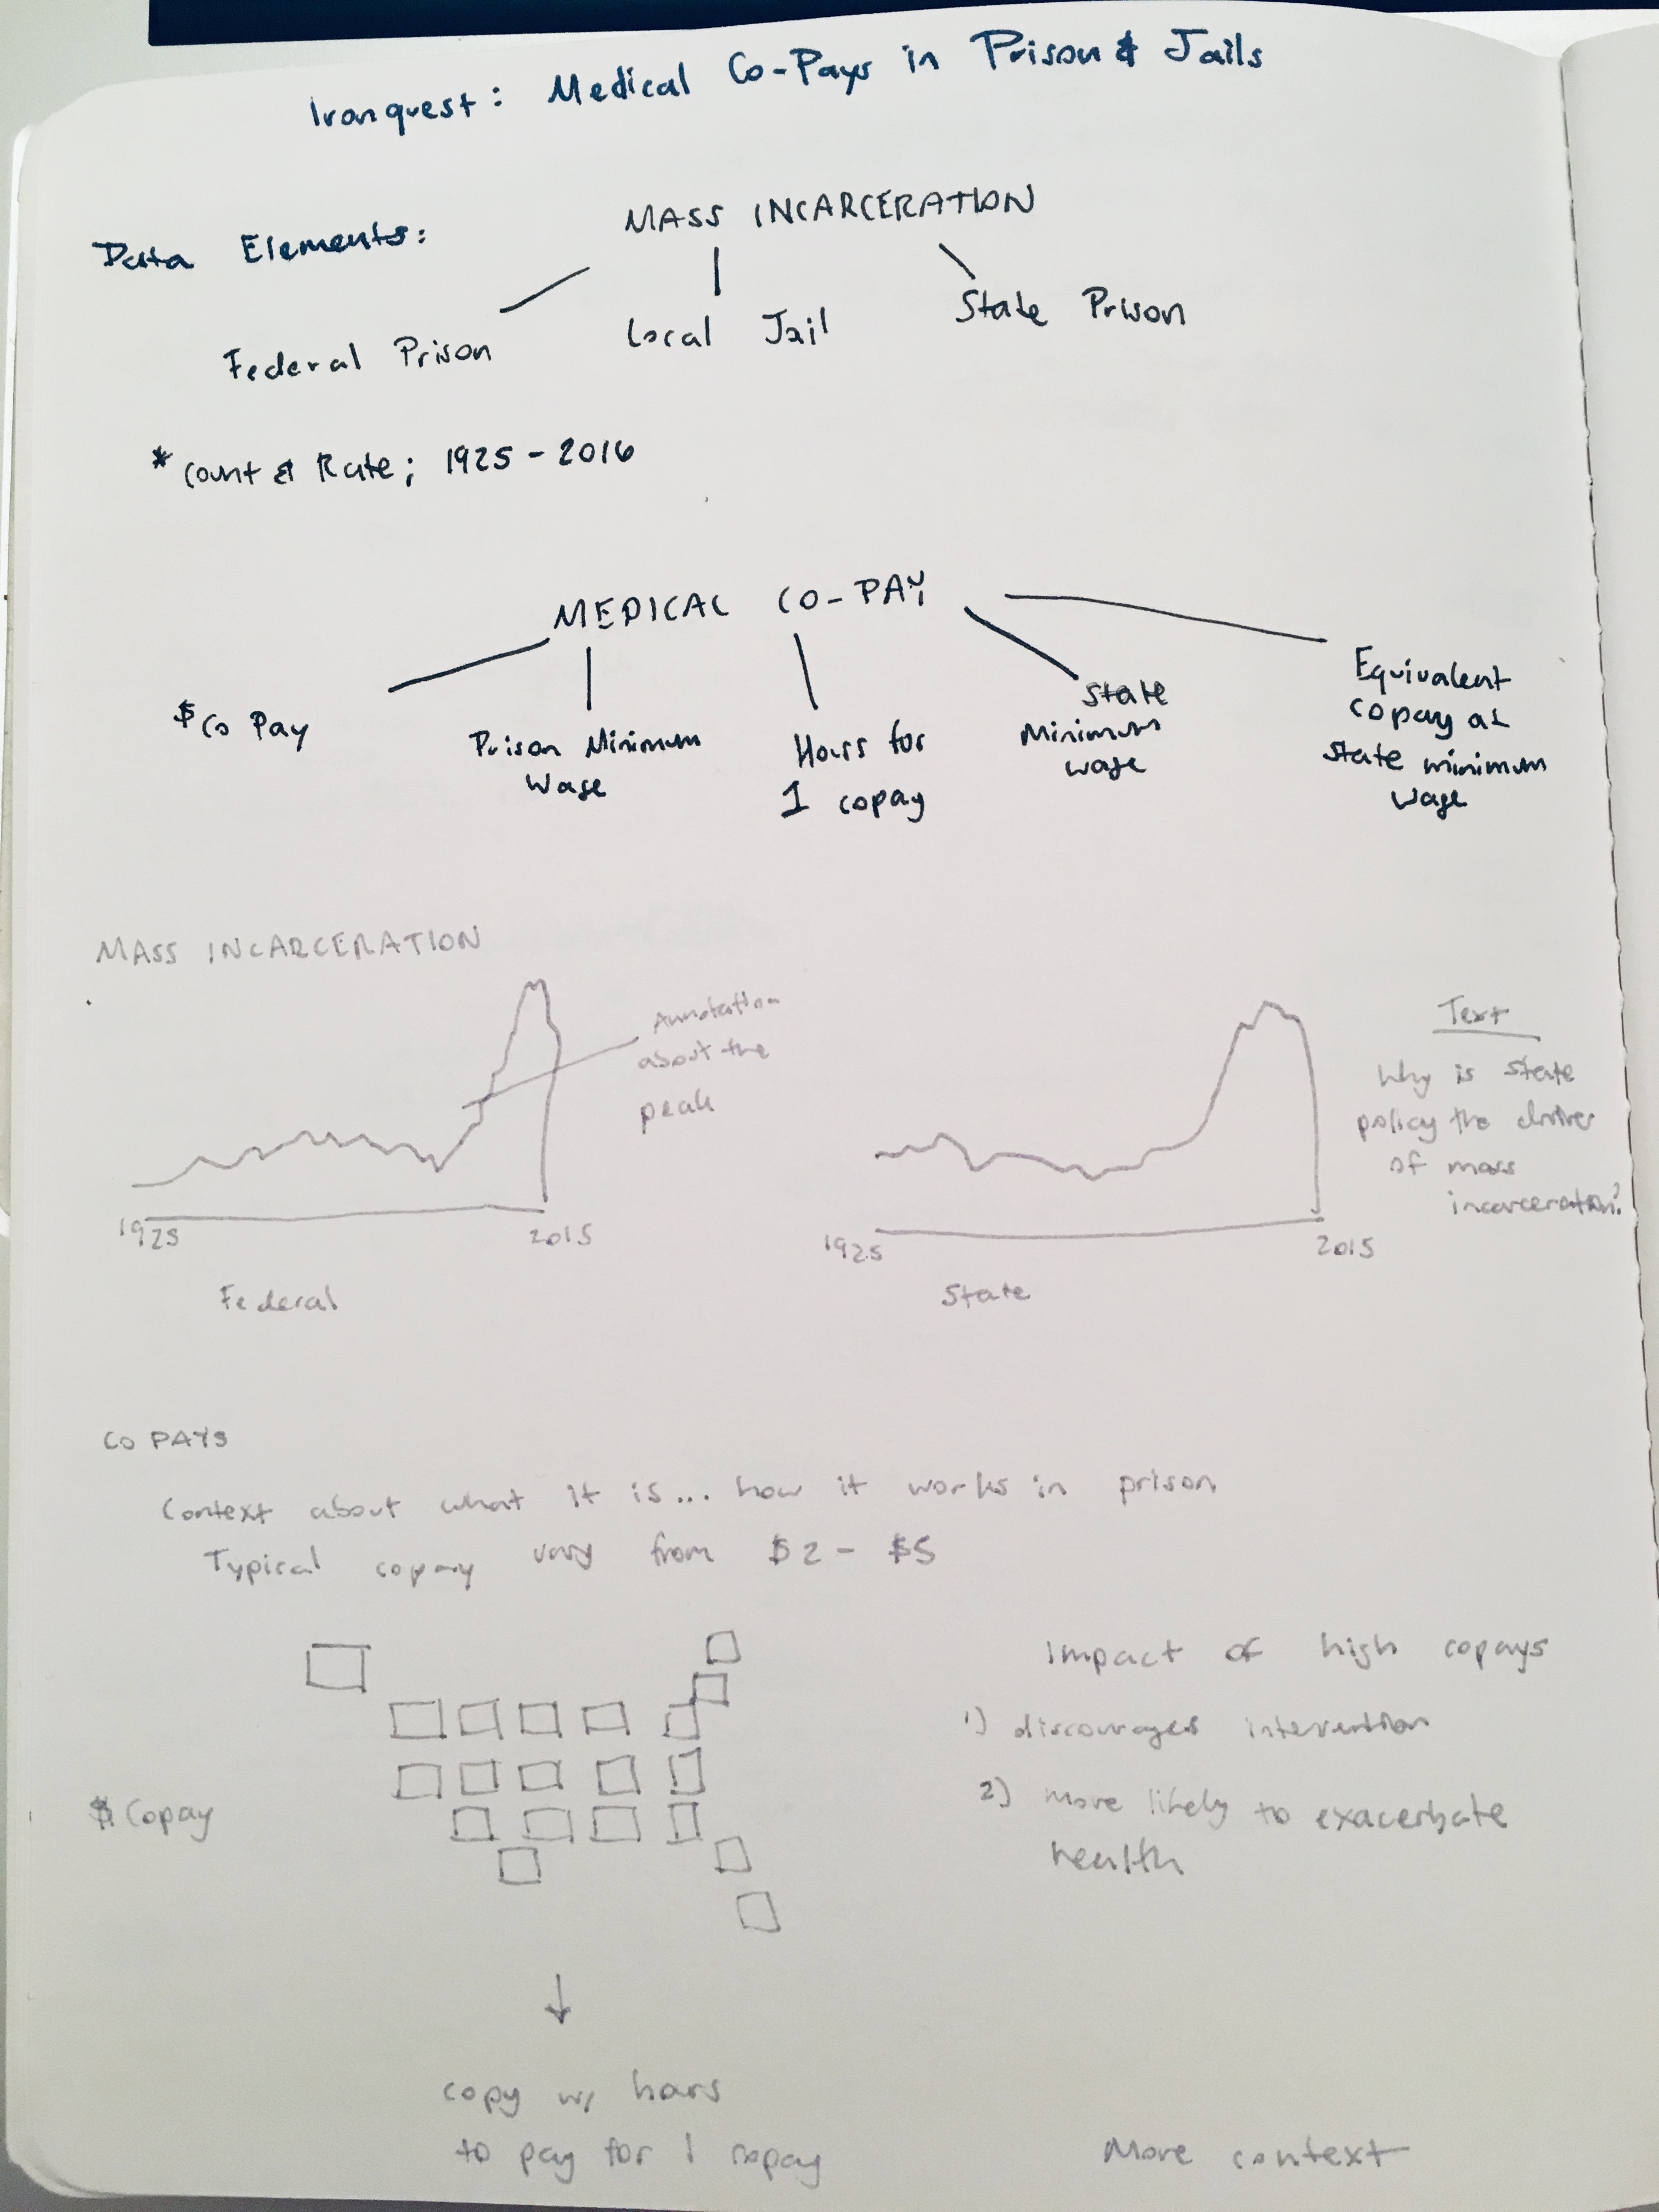 Ironquest: Medical Co-Pays in Prison & Jails
Data Elements:
MASS INCARCERATION
Federal Prison
Local Jail
State Prison
* Count & Rate; 1925 - 2016
MEDICAL CO-PAY
$ Co Pay
Prison Minimum
Wage
Hours for
1 copay
State
Minimum
wage
Equivalent
copay at
state minimum
wage
MASS INCARCERATION
Annotation
about the
peak
1925
2015
Federal
1925
2015
State
Text
Why is state
policy the driver
of mass
incarceration?
CO PAYS
Context about what it is... how it works in prison
Typical copay vary from $2 - $5
$ Copay
Impact of high copays
1) discourages intervention
2) more likely to exacerbate
health
copy w/ hours
to pay for 1 copay
More context